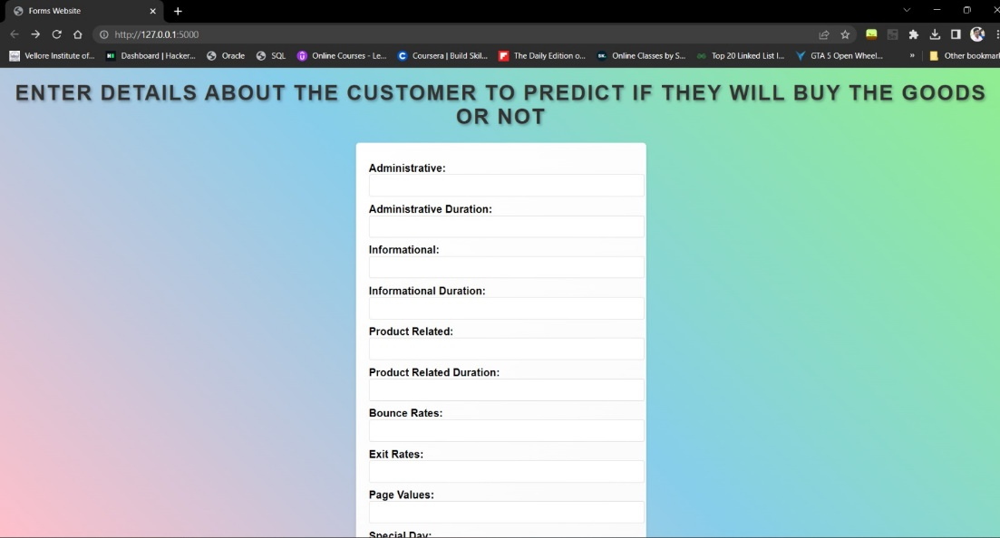 Forms Website
http://127.0.0.1:5000
Vellore Institute of... Dashboard | Hacker... Oracle SQL Online Courses - Le... Coursera | Build Skil... The Daily Edition o... Online Classes by S... Top 20 Linked List I... GTA 5 Open Wheel... » Other bookmar
ENTER DETAILS ABOUT THE CUSTOMER TO PREDICT IF THEY WILL BUY THE GOODS
OR NOT
Administrative:
Administrative Duration:
Informational:
Informational Duration:
Product Related:
Product Related Duration:
Bounce Rates:
Exit Rates:
Page Values:
Special Day: